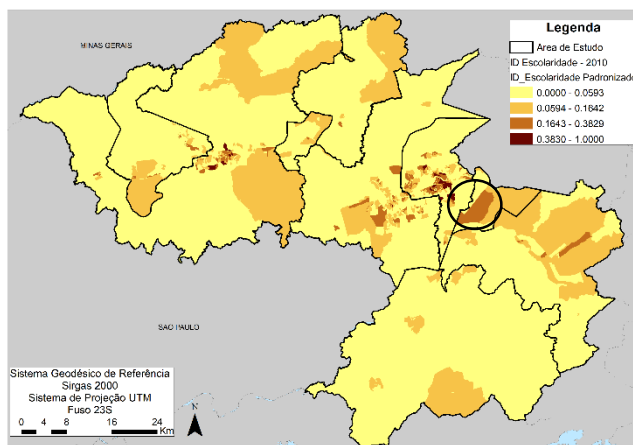 MINAS GERAIS
Legenda
Area de Estudo
ID Escolaridade - 2010
ID_Escolaridade Padronizado
0.0000 - 0.0593
0.0594 - 0.1842
0.1643 - 0.3829
0.3830 - 1.0000
SAO PAULO
Sistema Geodésico de Referência
Sirgas 2000
Sistema de Projeção UTM
Fuso 23S
0 4 8 16 24
Km
N